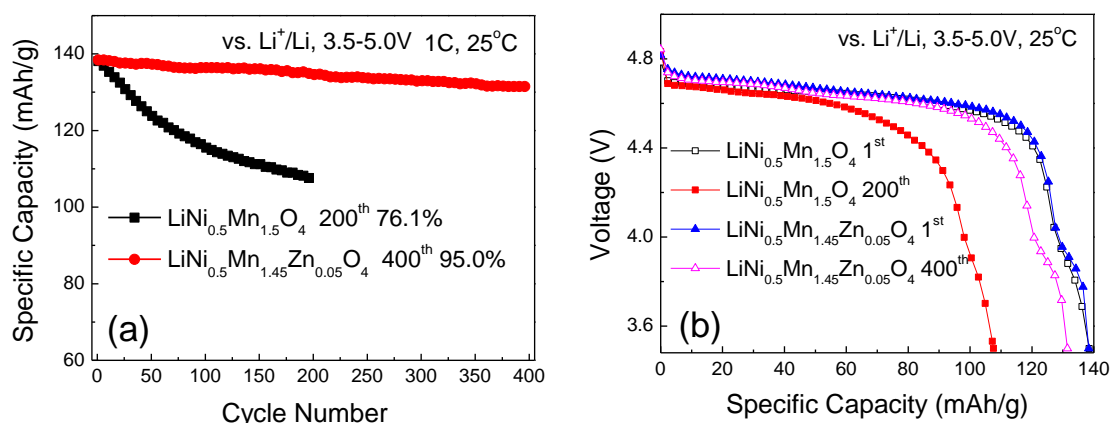 vs. Li⁺/Li, 3.5-5.0V 1C, 25°C
140
120
100
80
60
Specific Capacity (mAh/g)
LiNi₀.₅Mn₁.₅O₄ 200ᵗʰ 76.1%
LiNi₀.₅Mn₁.₄₅Zn₀.₀₅O₄ 400ᵗʰ 95.0%
(a)
0 50 100 150 200 250 300 350 400
Cycle Number
vs. Li⁺/Li, 3.5-5.0V, 25°C
4.8
4.4
4.0
3.6
Voltage (V)
LiNi₀.₅Mn₁.₅O₄ 1ˢᵗ
LiNi₀.₅Mn₁.₅O₄ 200ᵗʰ
LiNi₀.₅Mn₁.₄₅Zn₀.₀₅O₄ 1ˢᵗ
LiNi₀.₅Mn₁.₄₅Zn₀.₀₅O₄ 400ᵗʰ
(b)
0 20 40 60 80 100 120 140
Specific Capacity (mAh/g)